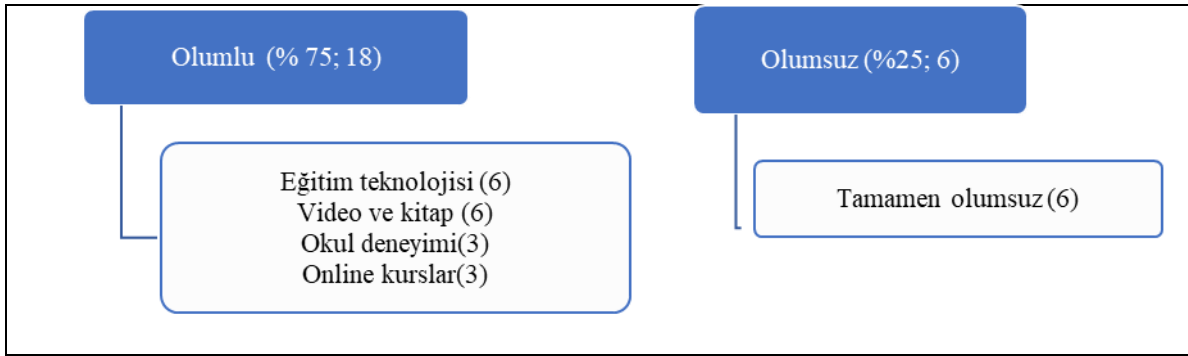 Olumlu (% 75; 18)
Eğitim teknolojisi (6)
Video ve kitap (6)
Okul deneyimi(3)
Online kurslar(3)
Olumsuz (%25; 6)
Tamamen olumsuz (6)